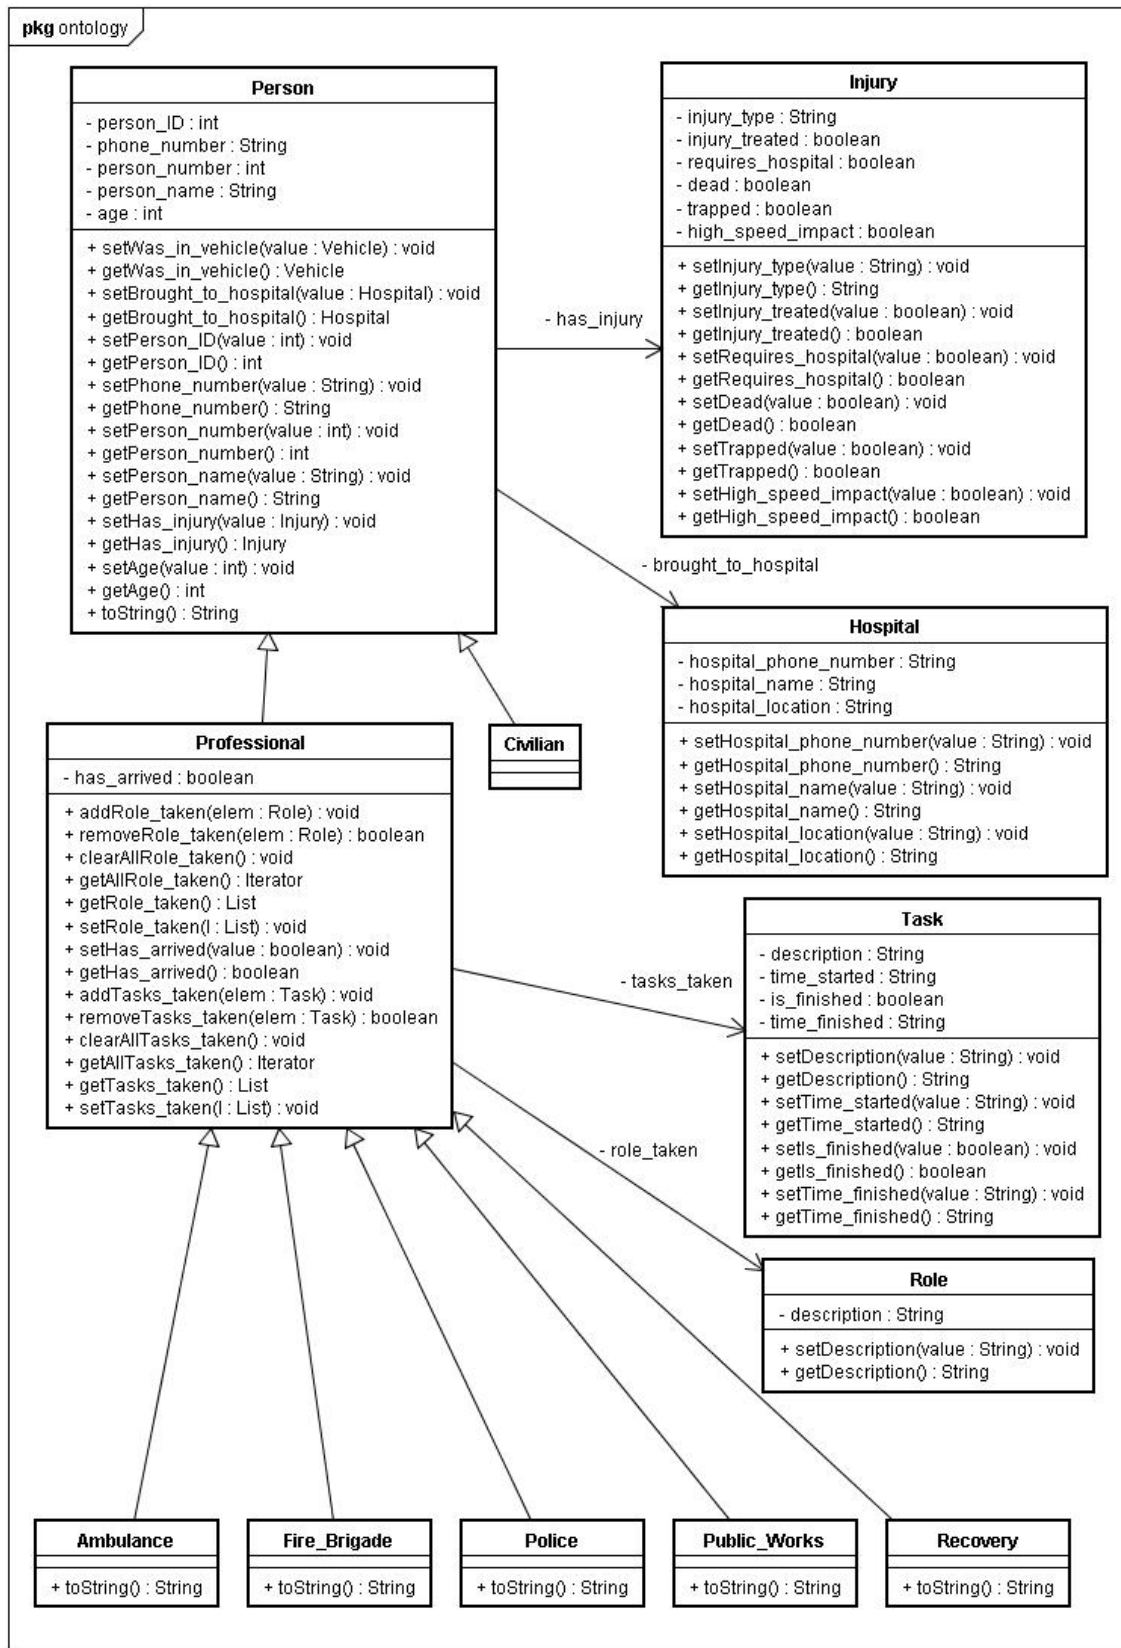 pkg ontology
Person
- person_ID : int
- phone_number : String
- person_number : int
- person_name : String
- age : int
+ setWas_in_vehicle(value : Vehicle) : void
+ getWas_in_vehicle() : Vehicle
+ setBrought_to_hospital(value : Hospital) : void
+ getBrought_to_hospital() : Hospital
+ setPerson_ID(value : int) : void
+ getPerson_ID() : int
+ setPhone_number(value : String) : void
+ getPhone_number() : String
+ setPerson_number(value : int) : void
+ getPerson_number() : int
+ setPerson_name(value : String) : void
+ getPerson_name() : String
+ setHas_injury(value : Injury) : void
+ getHas_injury() : Injury
+ setAge(value : int) : void
+ getAge() : int
+ toString() : String
- has_injury
Injury
- injury_type : String
- injury_treated : boolean
- requires_hospital : boolean
- dead : boolean
- trapped : boolean
- high_speed_impact : boolean
+ setInjury_type(value : String) : void
+ getInjury_type() : String
+ setInjury_treated(value : boolean) : void
+ getInjury_treated() : boolean
+ setRequires_hospital(value : boolean) : void
+ getRequires_hospital() : boolean
+ setDead(value : boolean) : void
+ getDead() : boolean
+ setTrapped(value : boolean) : void
+ getTrapped() : boolean
+ setHigh_speed_impact(value : boolean) : void
+ getHigh_speed_impact() : boolean
- brought_to_hospital
Hospital
- hospital_phone_number : String
- hospital_name : String
- hospital_location : String
+ setHospital_phone_number(value : String) : void
+ getHospital_phone_number() : String
+ setHospital_name(value : String) : void
+ getHospital_name() : String
+ setHospital_location(value : String) : void
+ getHospital_location() : String
Professional
- has_arrived : boolean
+ addRole_taken(elem : Role) : void
+ removeRole_taken(elem : Role) : boolean
+ clearAllRole_taken() : void
+ getAllRole_taken() : Iterator
+ getRole_taken() : List
+ setRole_taken(l : List) : void
+ setHas_arrived(value : boolean) : void
+ getHas_arrived() : boolean
+ addTasks_taken(elem : Task) : void
+ removeTasks_taken(elem : Task) : boolean
+ clearAllTasks_taken() : void
+ getAllTasks_taken() : Iterator
+ getTasks_taken() : List
+ setTasks_taken(l : List) : void
Civilian
- tasks_taken
Task
- description : String
- time_started : String
- is_finished : boolean
- time_finished : String
+ setDescription(value : String) : void
+ getDescription() : String
+ setTime_started(value : String) : void
+ getTime_started() : String
+ setIs_finished(value : boolean) : void
+ getIs_finished() : boolean
+ setTime_finished(value : String) : void
+ getTime_finished() : String
- role_taken
Role
- description : String
+ setDescription(value : String) : void
+ getDescription() : String
Ambulance
+ toString() : String
Fire_Brigade
+ toString() : String
Police
+ toString() : String
Public_Works
+ toString() : String
Recovery
+ toString() : String